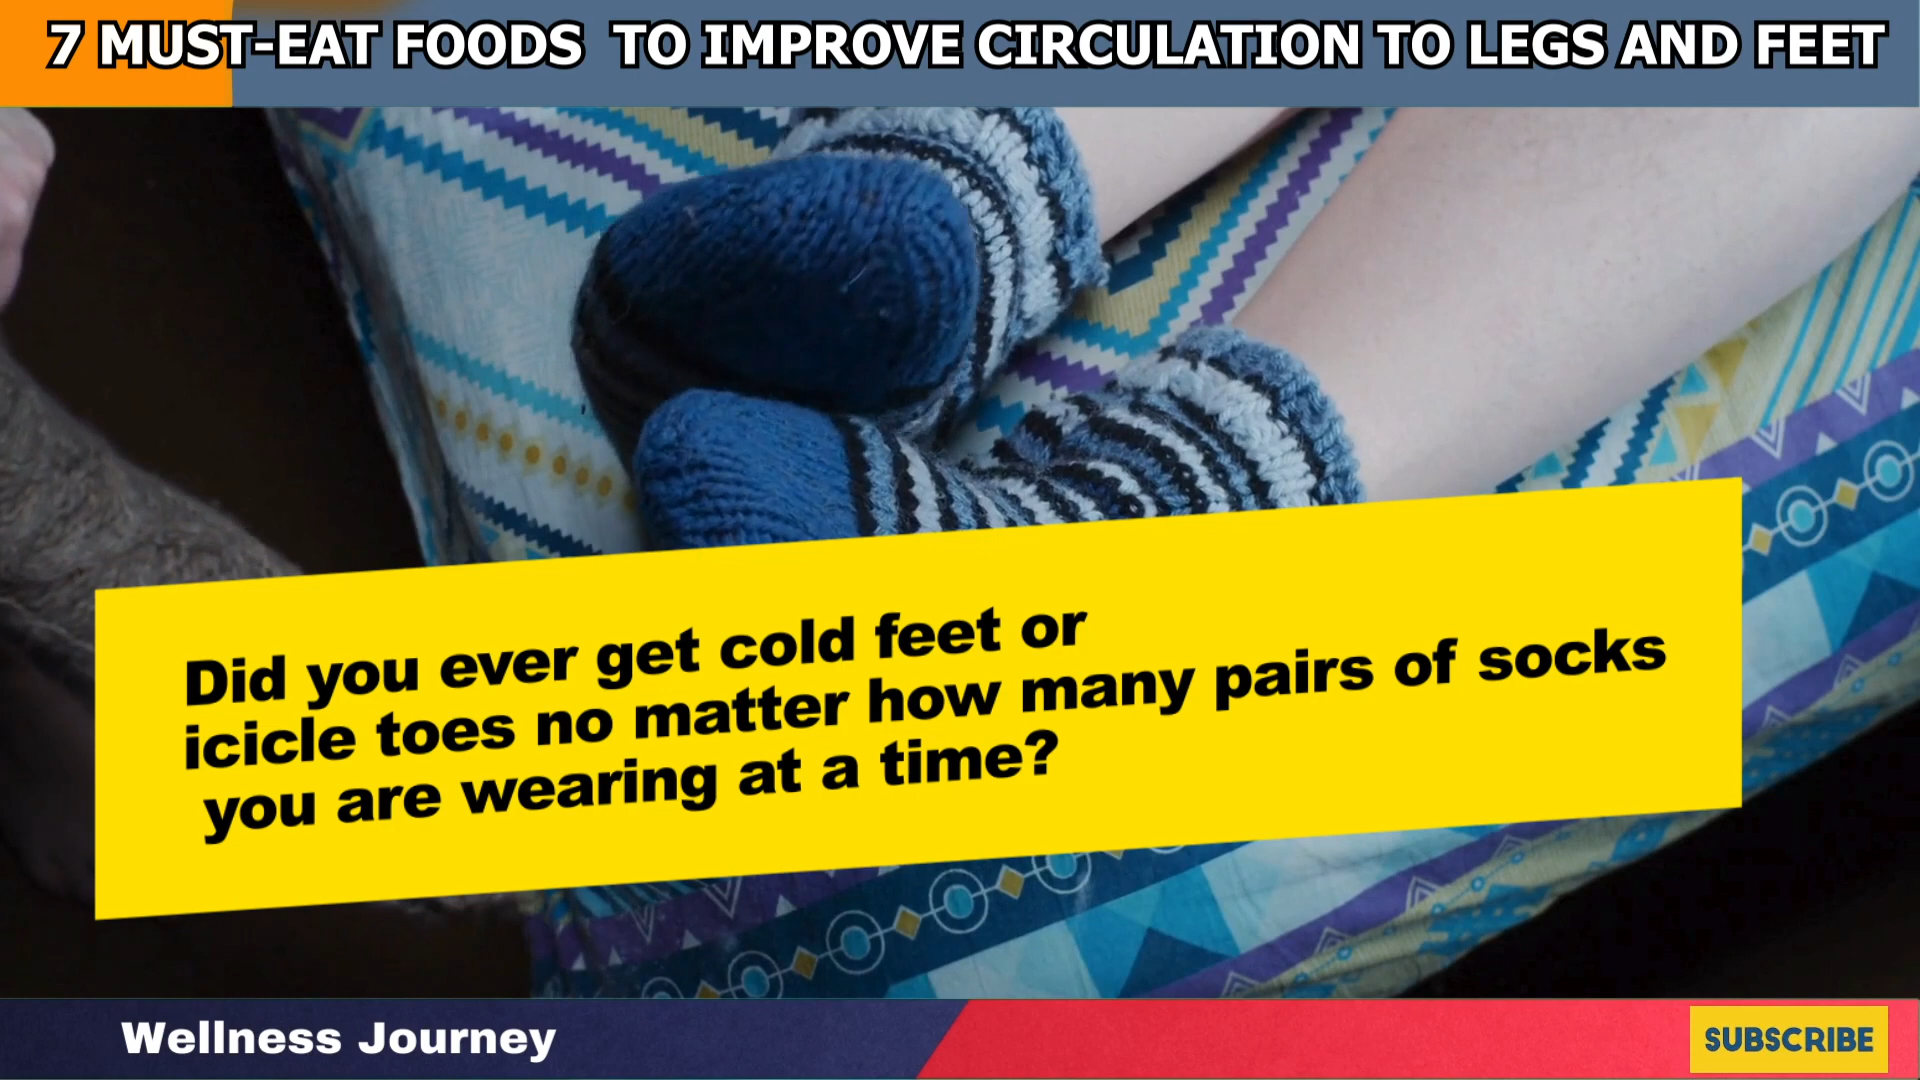 7 MUST-EAT FOODS TO IMPROVE CIRCULATION TO LEGS AND FEET
Did you ever get cold feet or
icicle toes no matter how many pairs of socks
you are wearing at a time?
Wellness Journey
SUBSCRIBE